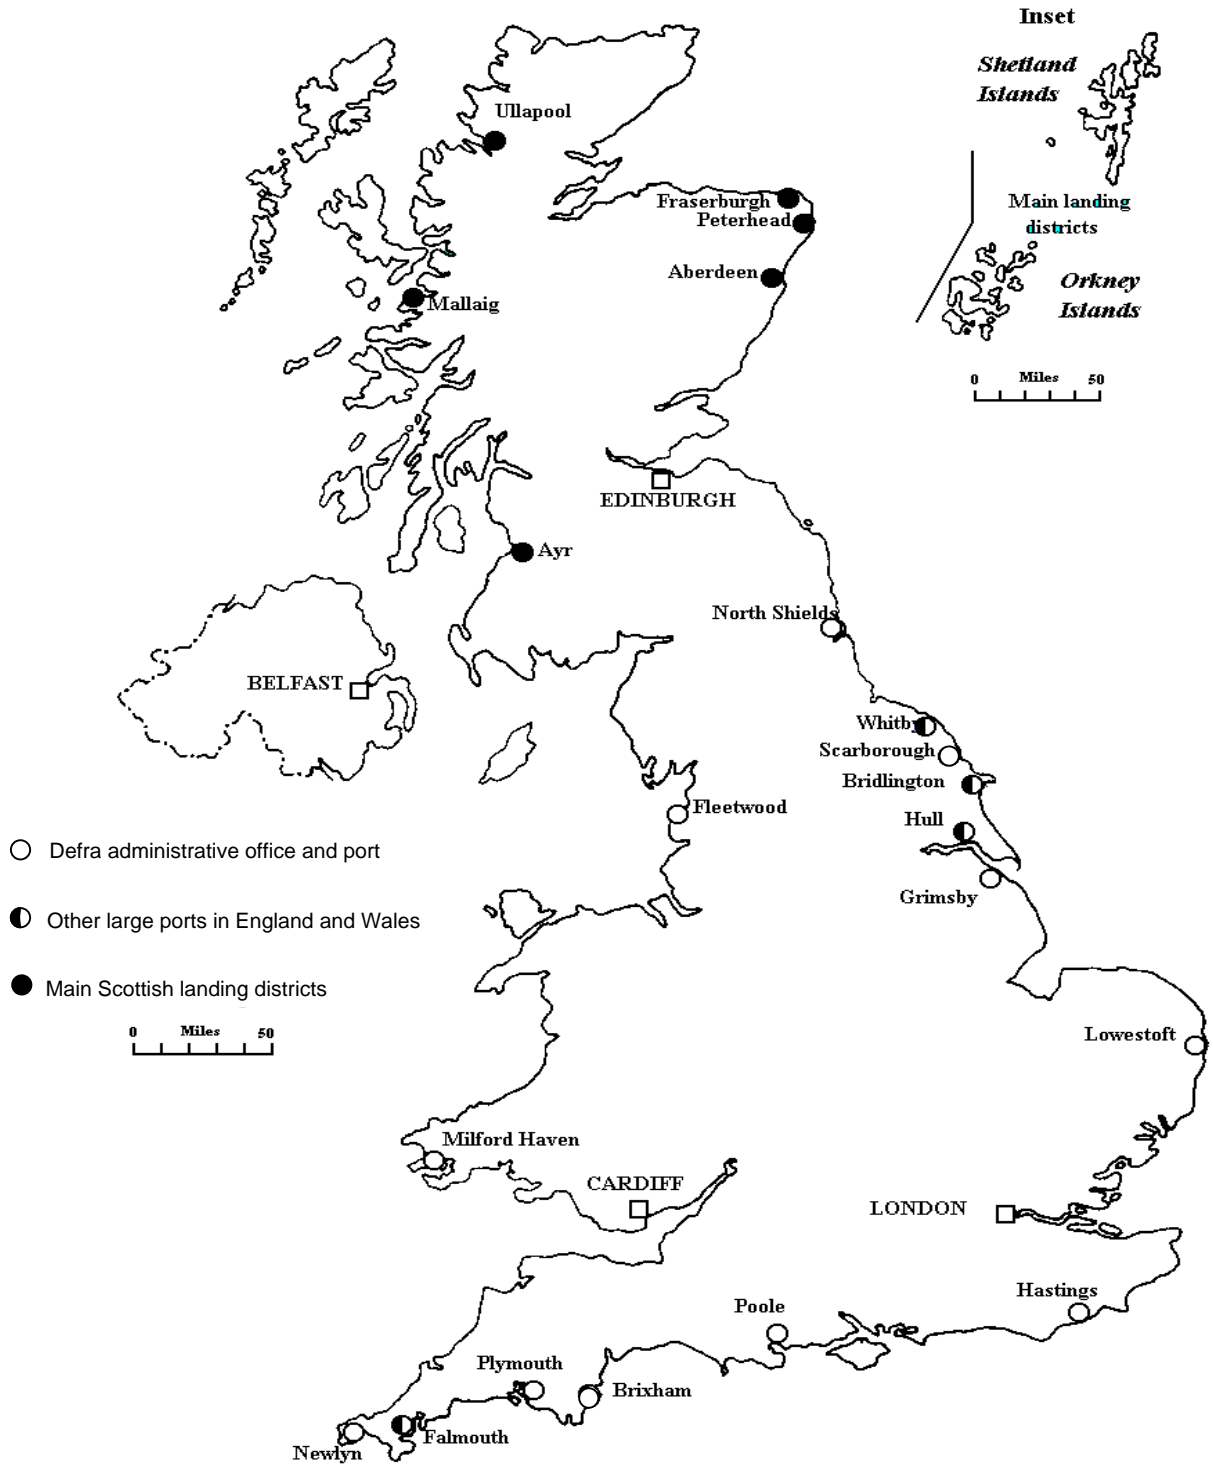 Inset
Shetland
Islands
Ullapool
Fraserburgh
Peterhead
Main landing
districts
Aberdeen
Orkney
Islands
Mallaig
0 Miles 50
EDINBURGH
Ayr
North Shields
BELFAST
Whitby
Scarborough
Bridlington
Fleetwood
Hull
Defra administrative office and port
Grimsby
Other large ports in England and Wales
Main Scottish landing districts
0 Miles 50
Lowestoft
Milford Haven
CARDIFF
LONDON
Hastings
Poole
Plymouth
Brixham
Falmouth
Newlyn